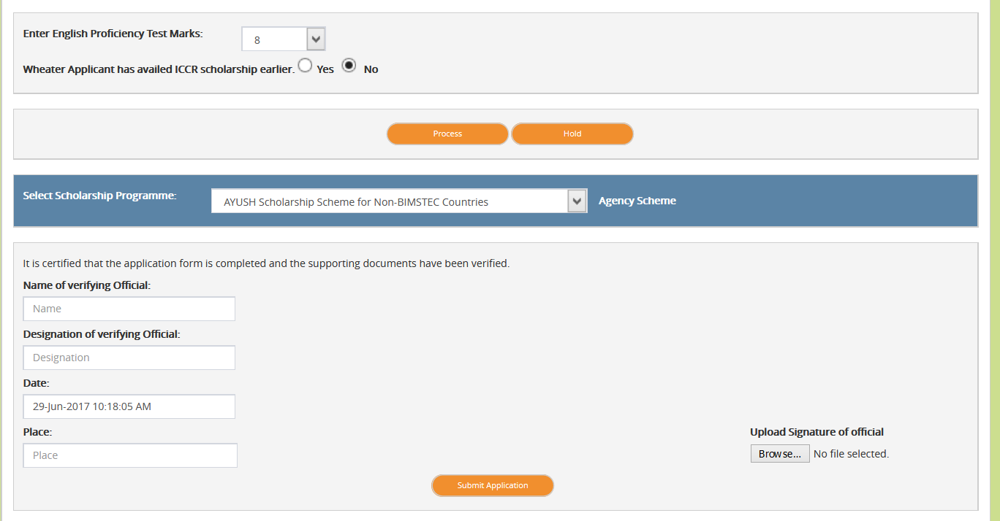 Enter English Proficiency Test Marks: 8
Wheater Applicant has availed ICCR scholarship earlier. Yes No
Process Hold
Select Scholarship Programme: AYUSH Scholarship Scheme for Non-BIMSTEC Countries Agency Scheme
It is certified that the application form is completed and the supporting documents have been verified.
Name of verifying Official:
Name
Designation of verifying Official:
Designation
Date:
29-Jun-2017 10:18:05 AM
Place: Upload Signature of official
Place Browse... No file selected.
Submit Application